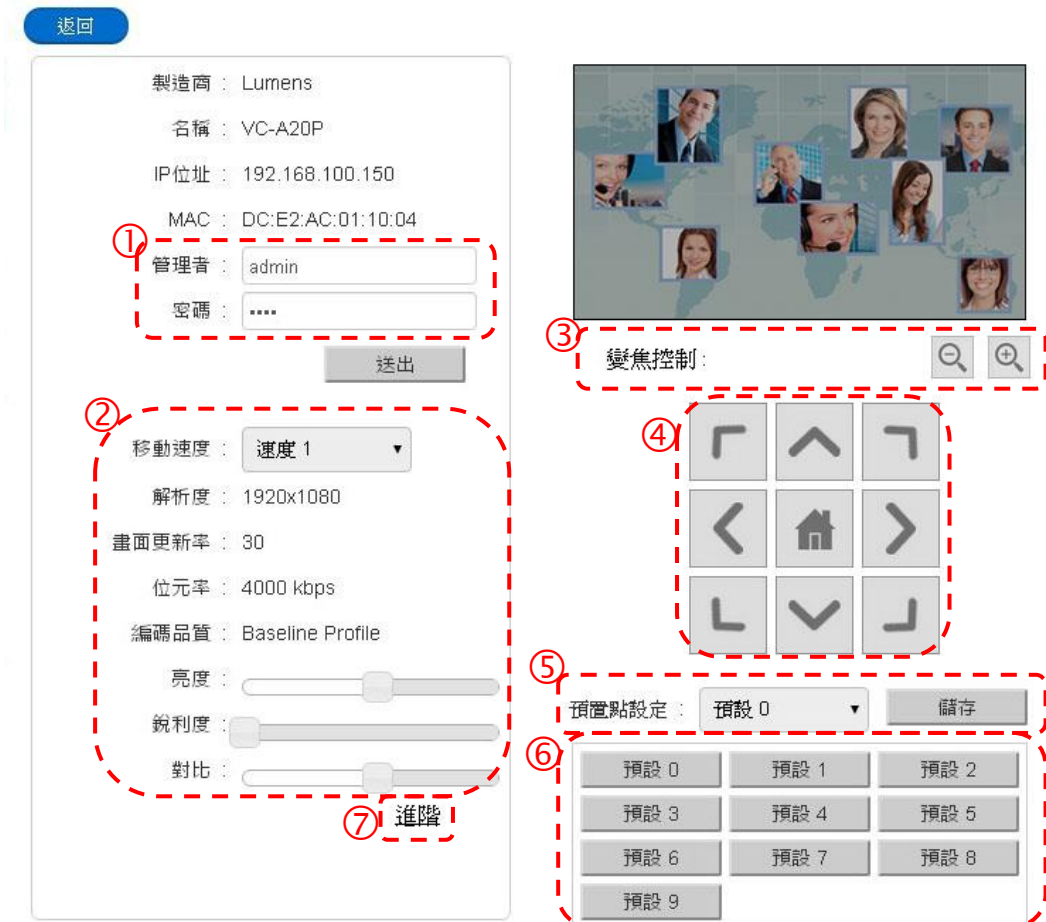 返回
製造商 : Lumens
名稱 : VC-A20P
IP位址 : 192.168.100.150
MAC : DC:E2:AC:01:10:04
①
管理者 : admin
密碼 : ••••
送出
②
移動速度 : 速度 1
解析度 : 1920x1080
畫面更新率 : 30
位元率 : 4000 kbps
編碼品質 : Baseline Profile
亮度 :
銳利度 :
對比 :
⑦ 進階
③
變焦控制 :
④
⑤
預置點設定 : 預設 0 儲存
⑥
預設 0 預設 1 預設 2
預設 3 預設 4 預設 5
預設 6 預設 7 預設 8
預設 9